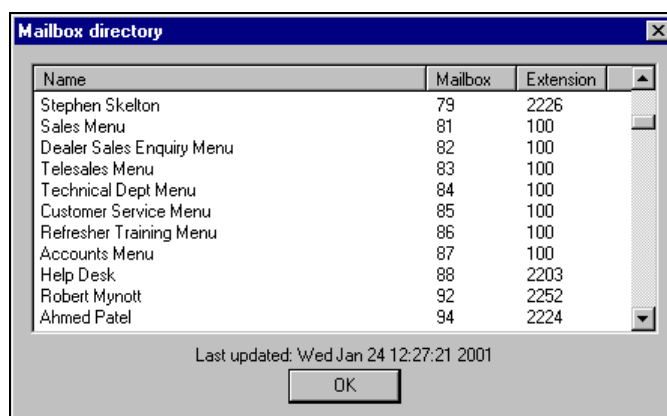 Mailbox directory
Name Mailbox Extension
Stephen Skelton 79 2226
Sales Menu 81 100
Dealer Sales Enquiry Menu 82 100
Telesales Menu 83 100
Technical Dept Menu 84 100
Customer Service Menu 85 100
Refresher Training Menu 86 100
Accounts Menu 87 100
Help Desk 88 2203
Robert Mynott 92 2252
Ahmed Patel 94 2224
Last updated: Wed Jan 24 12:27:21 2001
OK